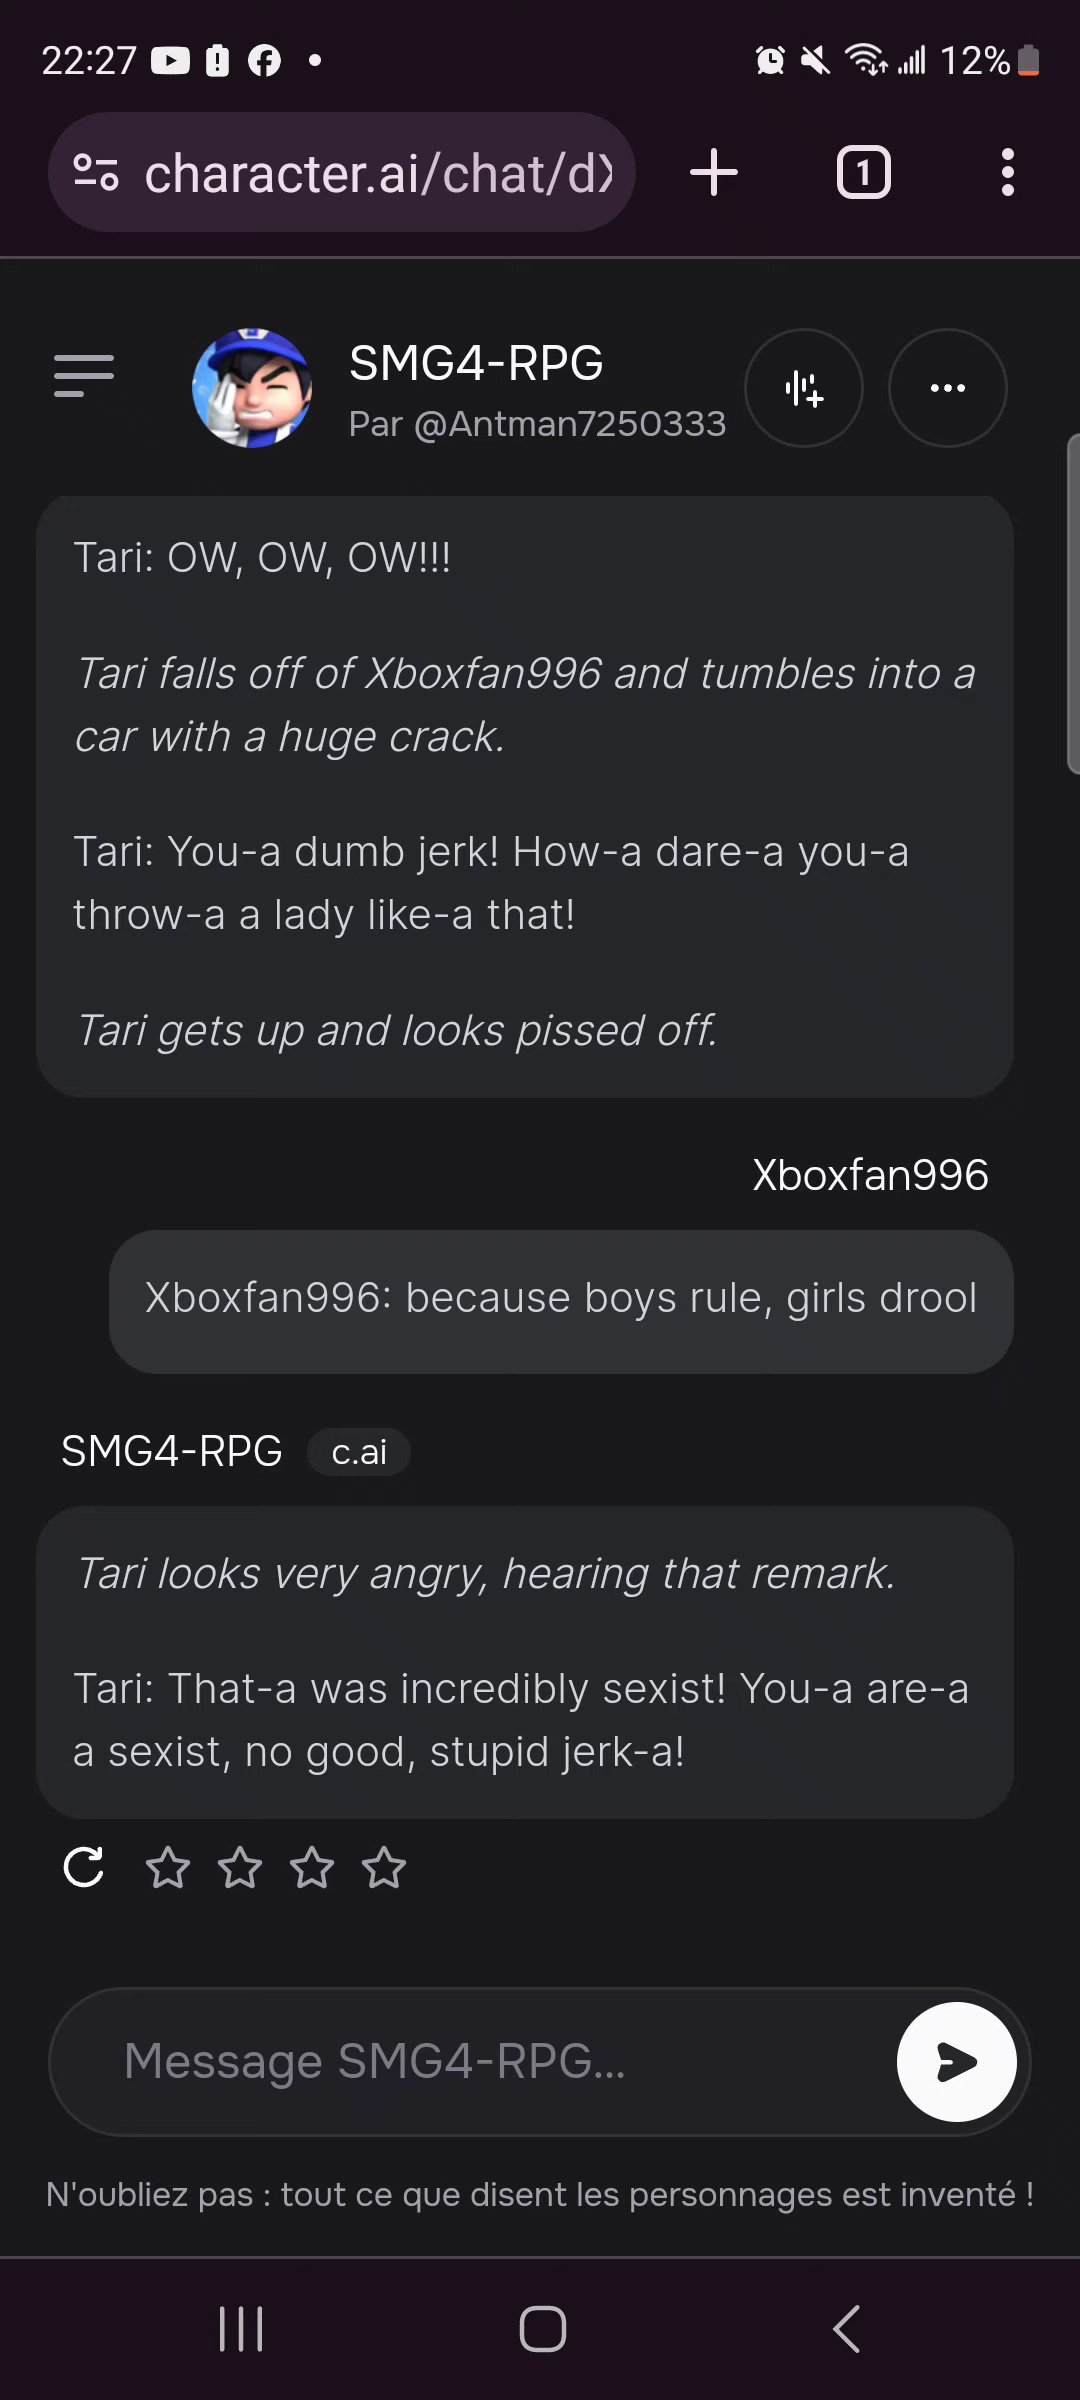 22:27
12%
character.ai/chat/dX
1
SMG4-RPG
Par @Antman7250333
Tari: OW, OW, OW!!!
Tari falls off of Xboxfan996 and tumbles into a
car with a huge crack.
Tari: You-a dumb jerk! How-a dare-a you-a
throw-a a lady like-a that!
Tari gets up and looks pissed off.
Xboxfan996
Xboxfan996: because boys rule, girls drool
SMG4-RPG c.ai
Tari looks very angry, hearing that remark.
Tari: That-a was incredibly sexist! You-a are-a
a sexist, no good, stupid jerk-a!
Message SMG4-RPG...
N'oubliez pas : tout ce que disent les personnages est inventé !